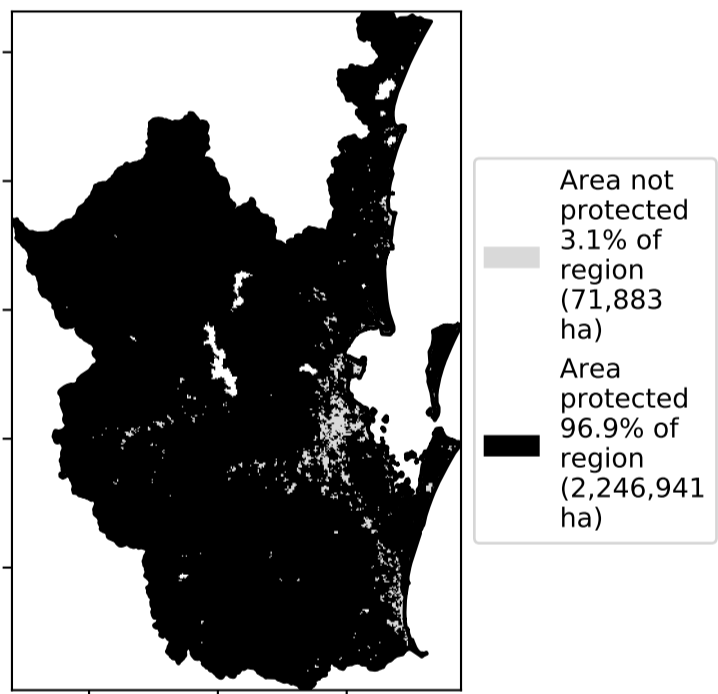 Area not
protected
3.1% of
region
(71,883
ha)
Area
protected
96.9% of
region
(2,246,941
ha)